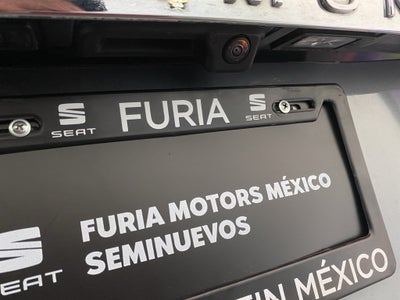 SEAT FURIA SEAT
FURIA MOTORS MÉXICO
SEMINUEVOS
SEAT
MÉXICO